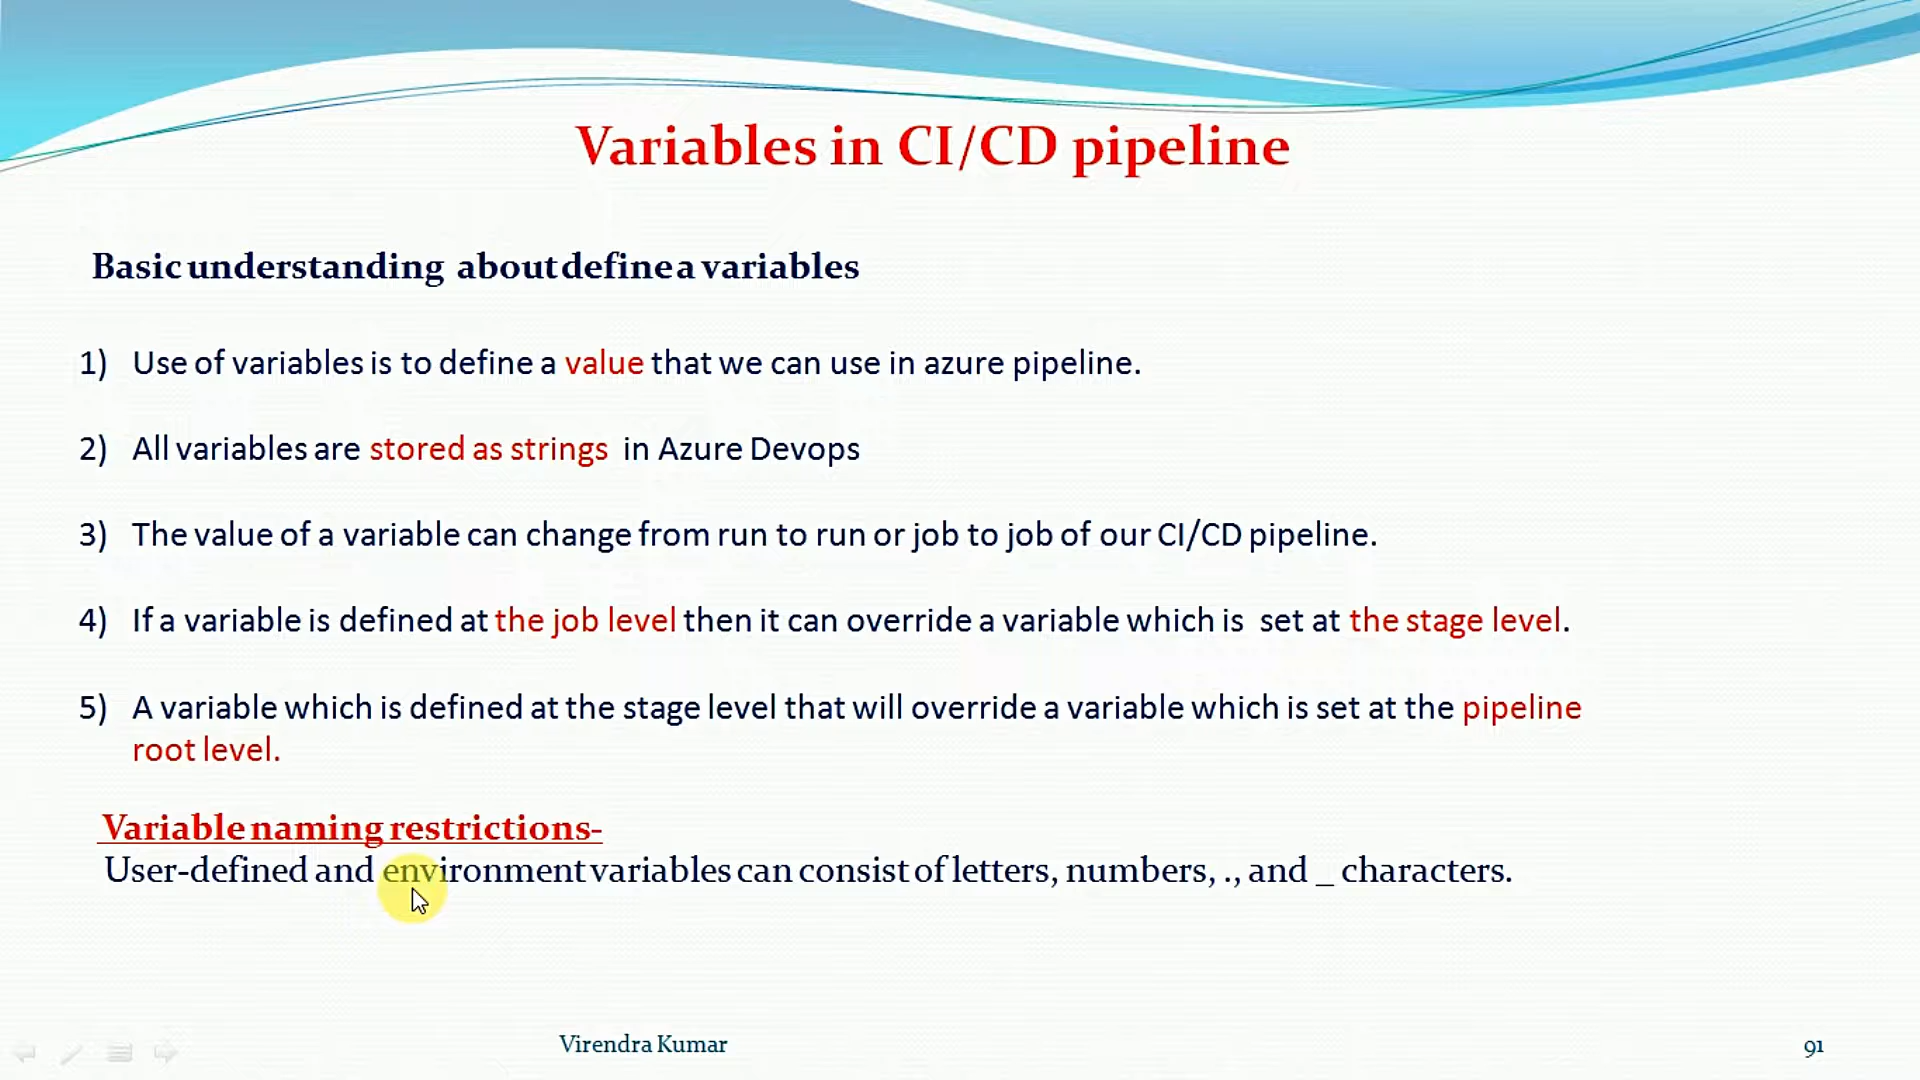 Variables in CI/CD pipeline
Basic understanding about define a variables
1) Use of variables is to define a value that we can use in azure pipeline.
2) All variables are stored as strings in Azure Devops
3) The value of a variable can change from run to run or job to job of our CI/CD pipeline.
4) If a variable is defined at the job level then it can override a variable which is set at the stage level.
5) A variable which is defined at the stage level that will override a variable which is set at the pipeline
root level.
Variable naming restrictions-
User-defined and environment variables can consist of letters, numbers, ., and _ characters.
Virendra Kumar
91